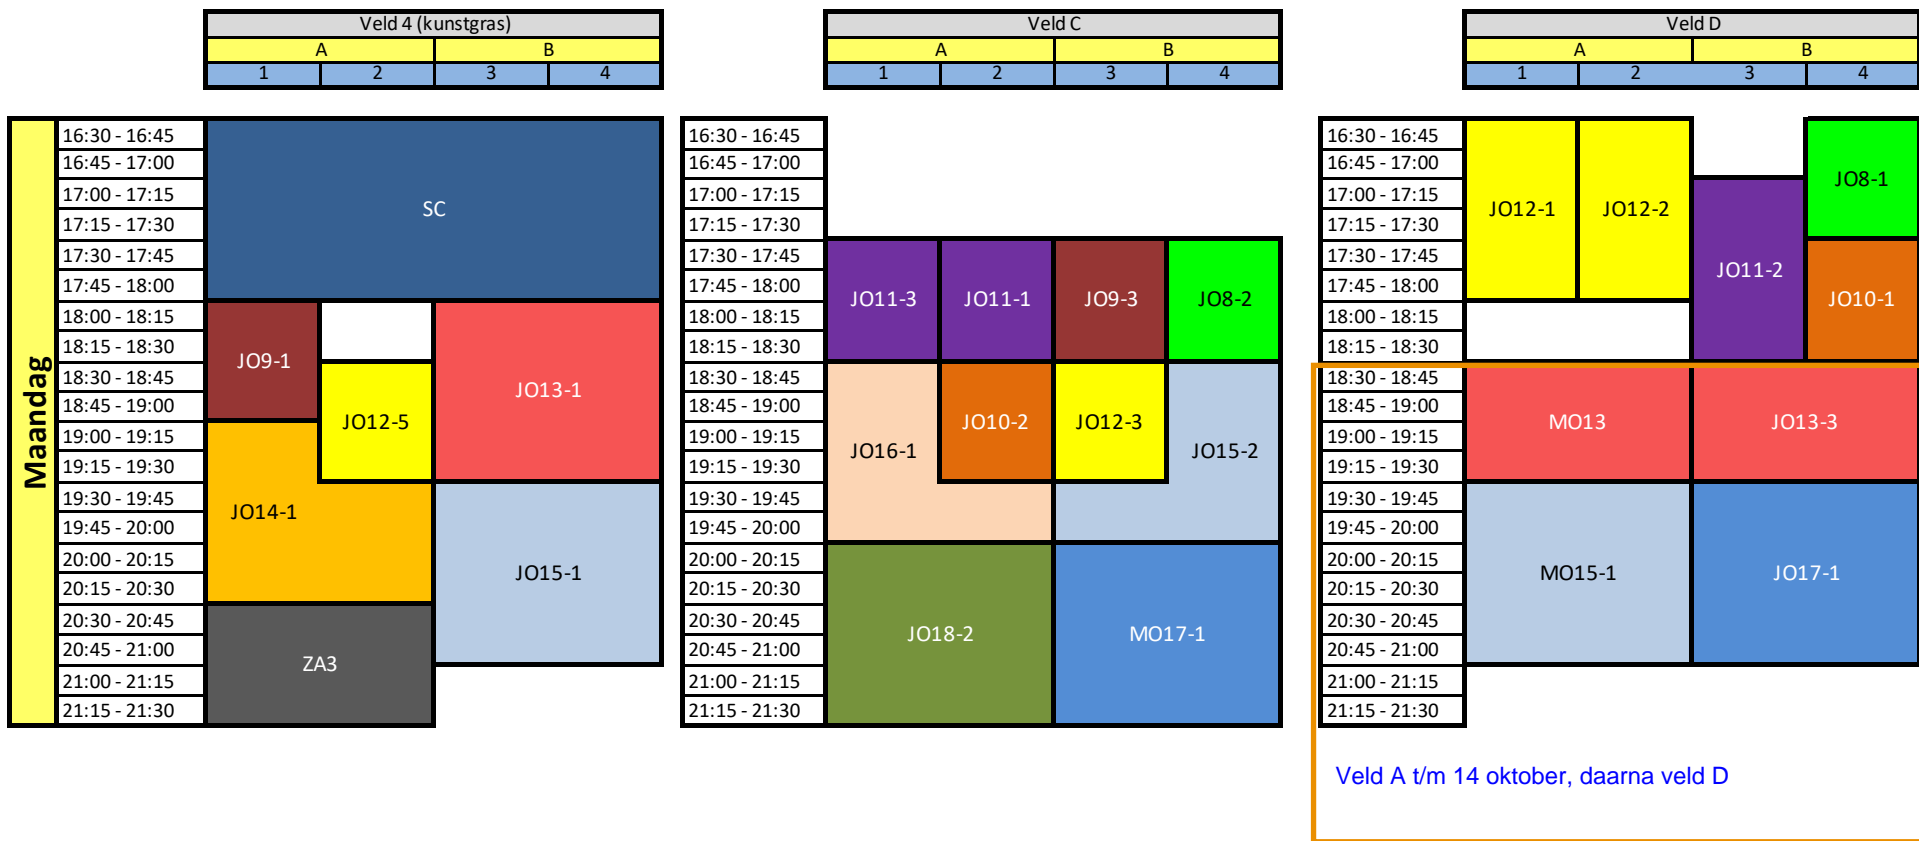 Veld 4 (kunstgras)
A B
1 2 3 4
Veld C
A B
1 2 3 4
Veld D
A B
1 2 3 4
Maandag
16:30 - 16:45
16:45 - 17:00
17:00 - 17:15
17:15 - 17:30
17:30 - 17:45
17:45 - 18:00
18:00 - 18:15
18:15 - 18:30
18:30 - 18:45
18:45 - 19:00
19:00 - 19:15
19:15 - 19:30
19:30 - 19:45
19:45 - 20:00
20:00 - 20:15
20:15 - 20:30
20:30 - 20:45
20:45 - 21:00
21:00 - 21:15
21:15 - 21:30
SC
JO9-1
JO13-1
JO12-5
JO14-1
JO15-1
ZA3
16:30 - 16:45
16:45 - 17:00
17:00 - 17:15
17:15 - 17:30
17:30 - 17:45
17:45 - 18:00
18:00 - 18:15
18:15 - 18:30
18:30 - 18:45
18:45 - 19:00
19:00 - 19:15
19:15 - 19:30
19:30 - 19:45
19:45 - 20:00
20:00 - 20:15
20:15 - 20:30
20:30 - 20:45
20:45 - 21:00
21:00 - 21:15
21:15 - 21:30
JO11-3 JO11-1 JO9-3 JO8-2
JO10-2 JO12-3
JO16-1 JO15-2
JO18-2 MO17-1
16:30 - 16:45
16:45 - 17:00
17:00 - 17:15
17:15 - 17:30
17:30 - 17:45
17:45 - 18:00
18:00 - 18:15
18:15 - 18:30
18:30 - 18:45
18:45 - 19:00
19:00 - 19:15
19:15 - 19:30
19:30 - 19:45
19:45 - 20:00
20:00 - 20:15
20:15 - 20:30
20:30 - 20:45
20:45 - 21:00
21:00 - 21:15
21:15 - 21:30
JO8-1
JO12-1 JO12-2
JO11-2
JO10-1
MO13 JO13-3
MO15-1 JO17-1
Veld A t/m 14 oktober, daarna veld D